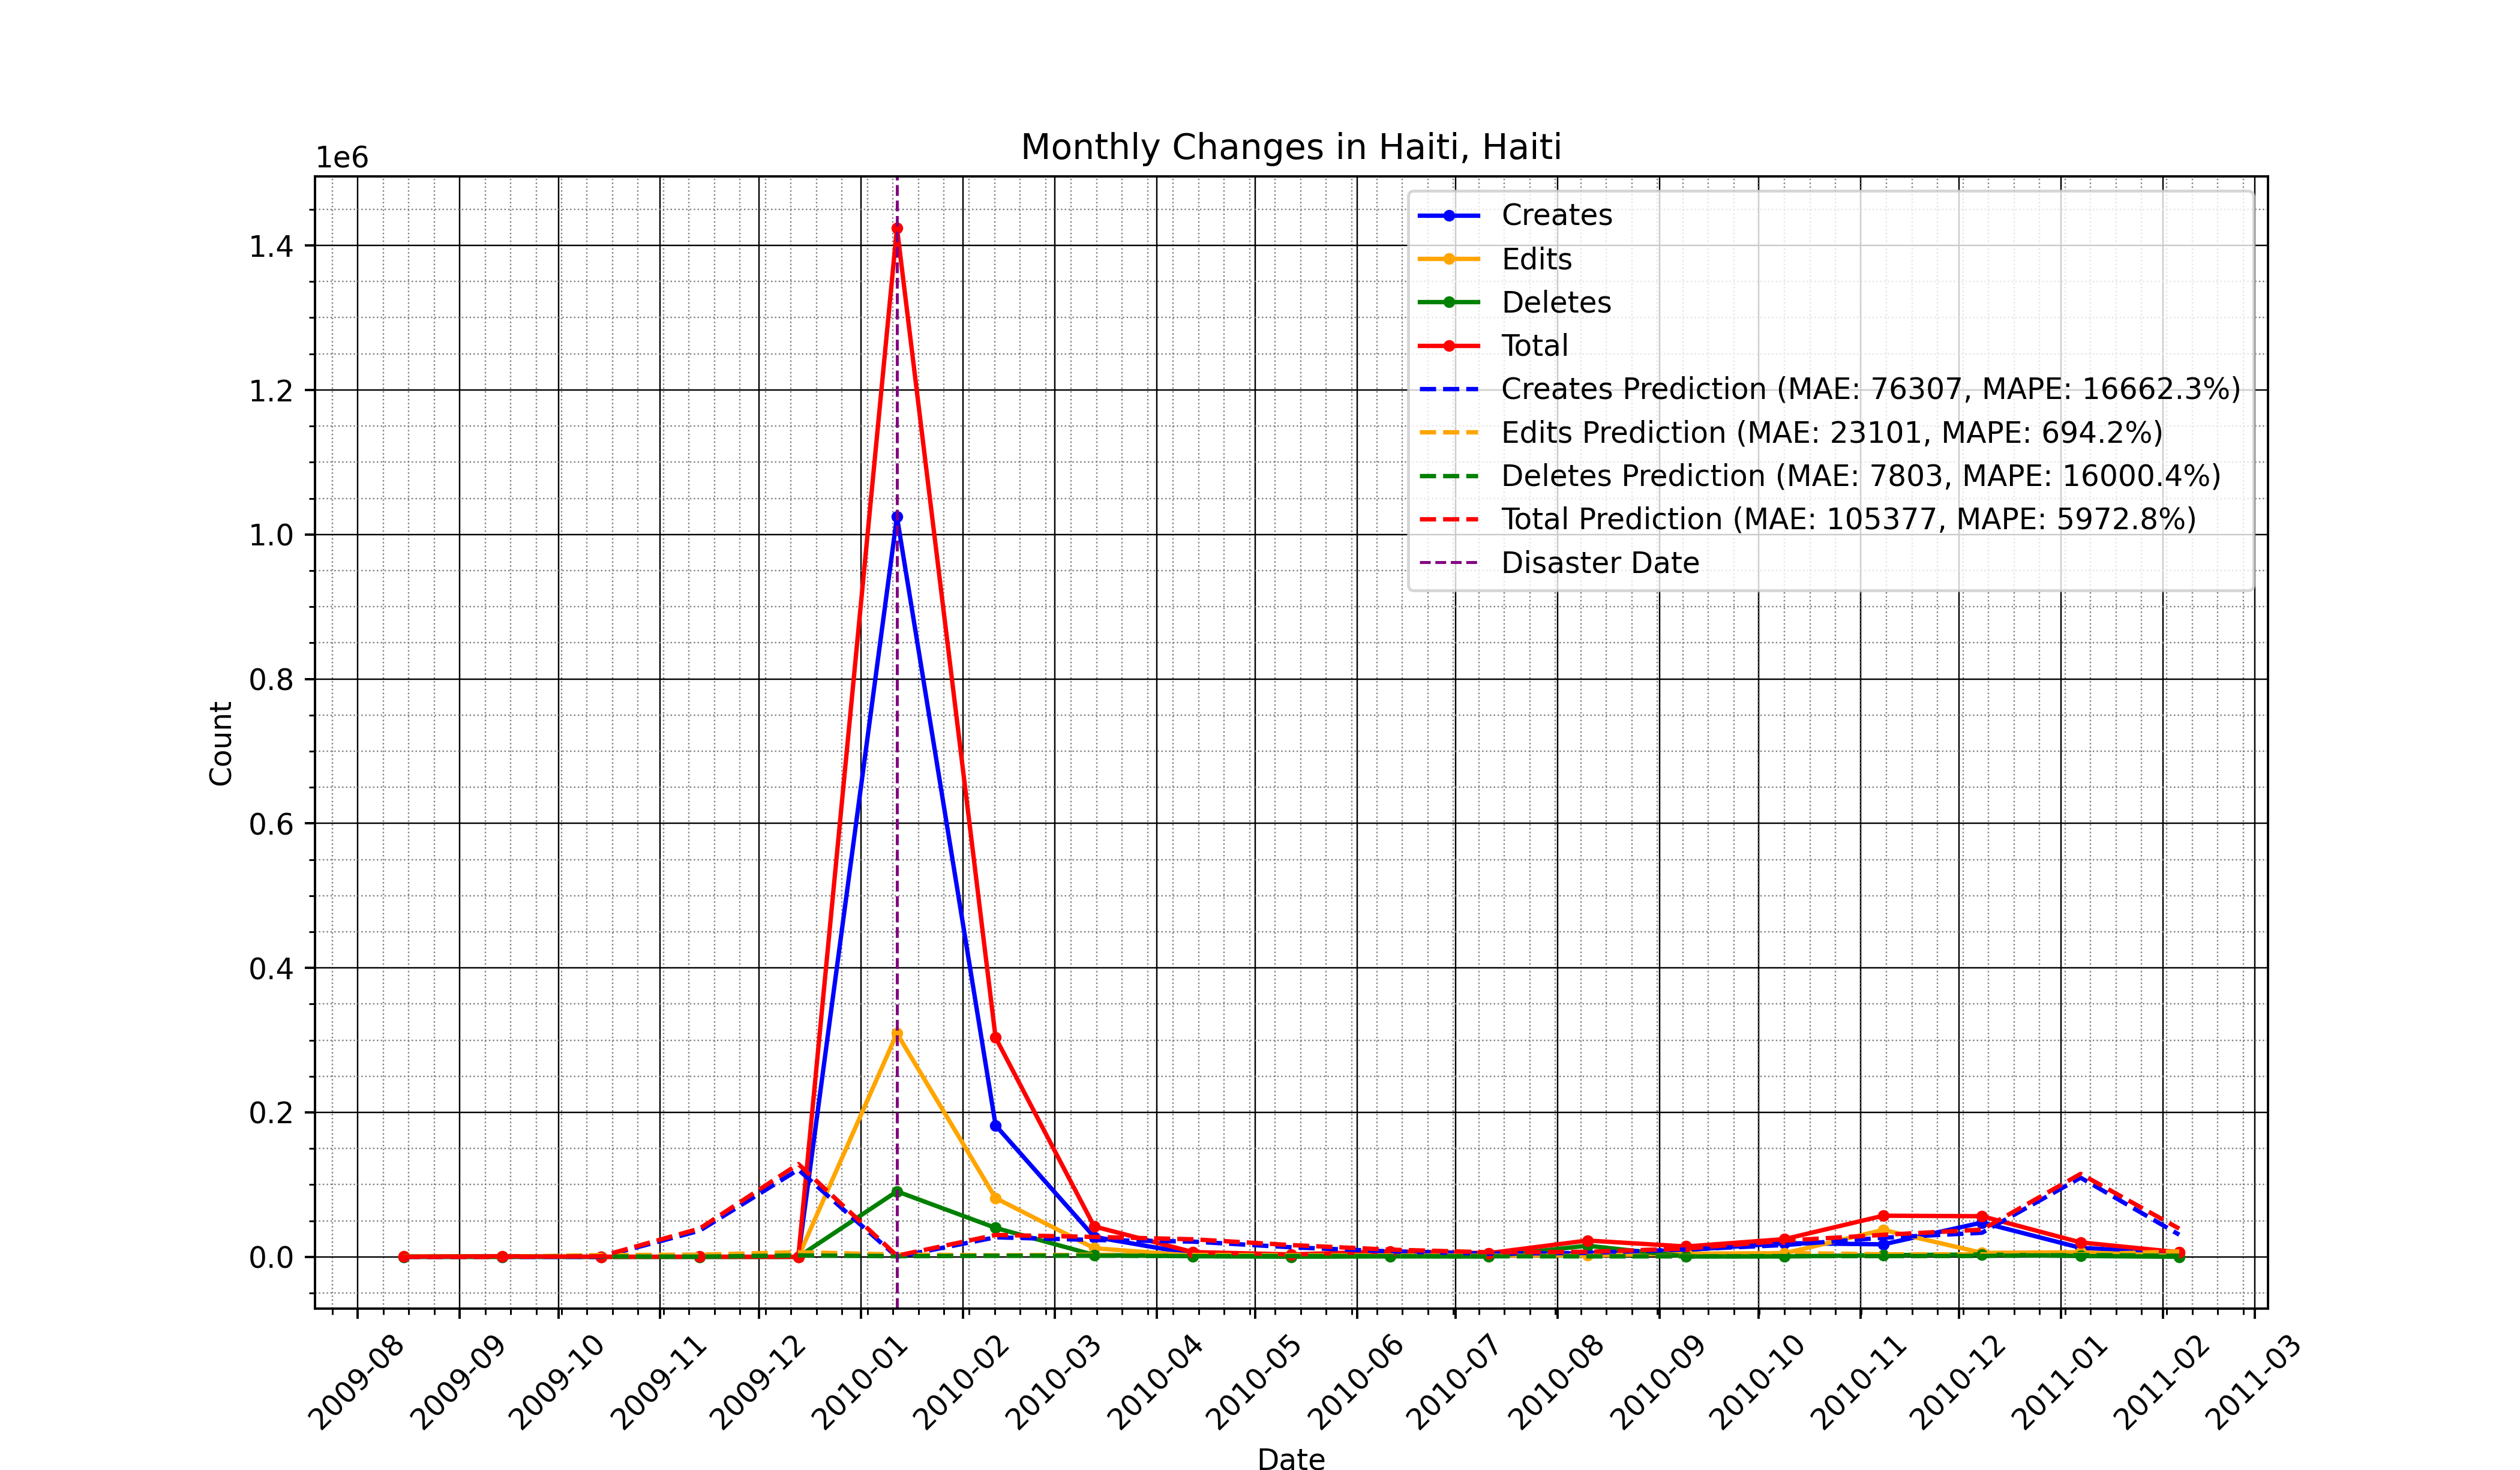 Monthly Changes in Haiti, Haiti
1e6
1.4
1.2
1.0
0.8
0.6
0.4
0.2
0.0
Count
Creates
Edits
Deletes
Total
Creates Prediction (MAE: 76307, MAPE: 16662.3%)
Edits Prediction (MAE: 23101, MAPE: 694.2%)
Deletes Prediction (MAE: 7803, MAPE: 16000.4%)
Total Prediction (MAE: 105377, MAPE: 5972.8%)
Disaster Date
2009-08
2009-09
2009-10
2009-11
2009-12
2010-01
2010-02
2010-03
2010-04
2010-05
2010-06
2010-07
2010-08
2010-09
2010-10
2010-11
2010-12
2011-01
2011-02
2011-03
Date